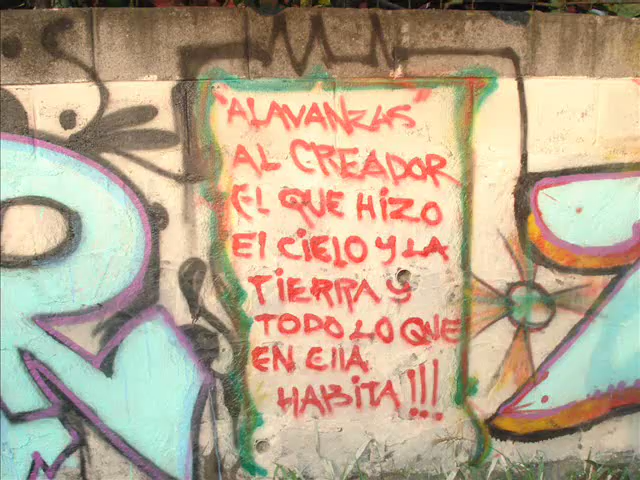 "ALAVANZAS"
AL CREADOR
EL QUE HIZO
El CiElO Y LA
TiERRA Y
TODO LO QUE
EN EllA
HABiTA!!!